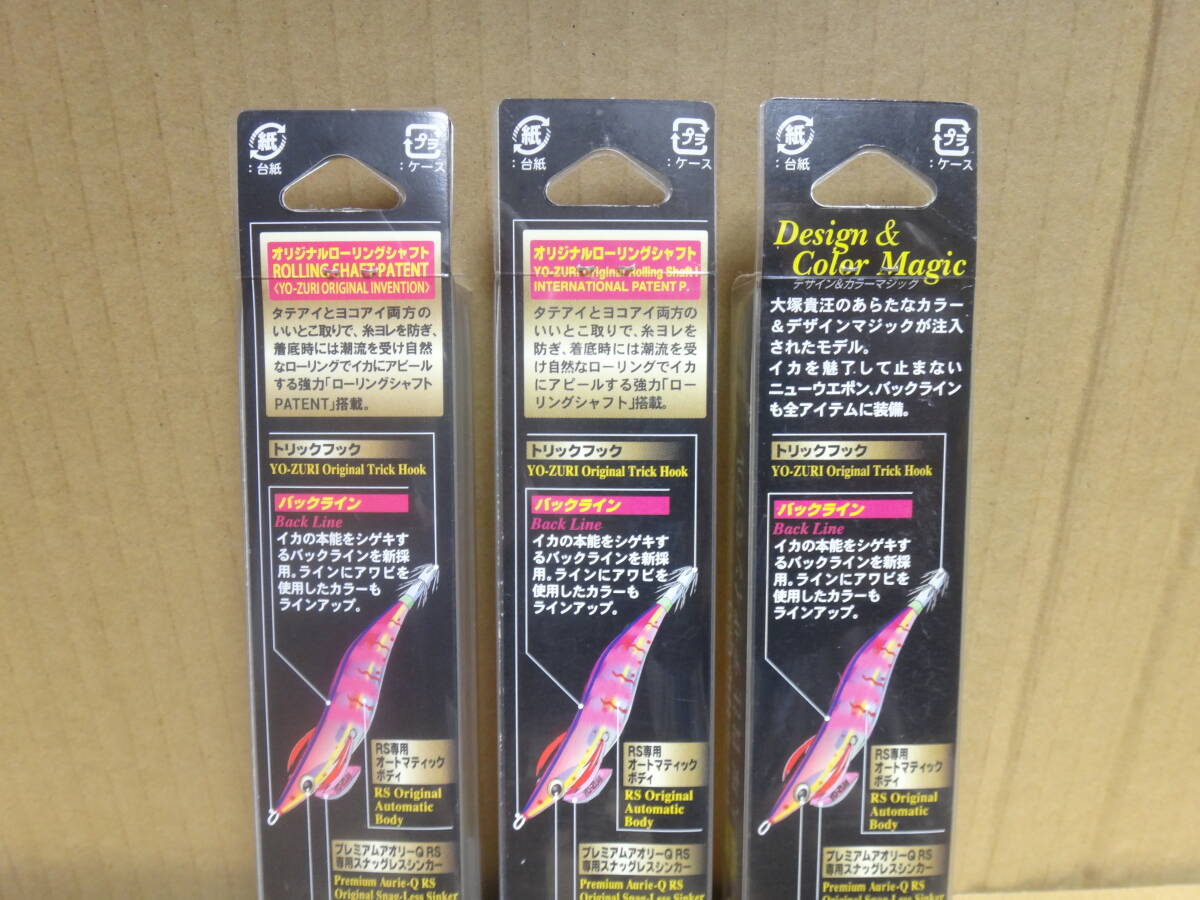 紙
:台紙
プラ
:ケース
オリジナルローリングシャフト
ROLLING SHAFT PATENT
〈YO-ZURI ORIGINAL INVENTION〉
タテアイとヨコアイ両方の
いいとこ取りで、糸ヨレを防ぎ、
着底時には潮流を受け自然
なローリングでイカにアピール
する強力「ローリングシャフト
PATENT」搭載。
トリックフック
YO-ZURI Original Trick Hook
バックライン
Back Line
イカの本能をシゲキす
るバックラインを新採
用。ラインにアワビを
使用したカラーも
ラインアップ。
RS専用
オートマティック
ボディ
RS Original
Automatic
Body
プレミアムアオリーQ RS
専用スナッグレスシンカー
Premium Aurie-Q RS
Original Snag-Less Sinker
紙
:台紙
プラ
:ケース
オリジナルローリングシャフト
YO-ZURI Original Rolling Shaft
INTERNATIONAL PATENT P.
タテアイとヨコアイ両方の
いいとこ取りで、糸ヨレを
防ぎ、着底時には潮流を受
け自然なローリングでイカ
にアピールする強力「ロー
リングシャフト」搭載。
トリックフック
YO-ZURI Original Trick Hook
バックライン
Back Line
イカの本能をシゲキす
るバックラインを新採
用。ラインにアワビを
使用したカラーも
ラインアップ。
RS専用
オートマティック
ボディ
RS Original
Automatic
Body
プレミアムアオリーQ RS
専用スナッグレスシンカー
Premium Aurie-Q RS
Original Snag-Less Sinker
紙
:台紙
プラ
:ケース
Design &
Color Magic
デザイン&カラーマジック
大塚貴汪のあらたなカラー
&デザインマジックが注入
されたモデル。
イカを魅了して止まない
ニューウエポン、バックライン
も全アイテムに装備。
トリックフック
YO-ZURI Original Trick Hook
バックライン
Back Line
イカの本能をシゲキす
るバックラインを新採
用。ラインにアワビを
使用したカラーも
ラインアップ。
RS専用
オートマティック
ボディ
RS Original
Automatic
Body
プレミアムアオリーQ RS
専用スナッグレスシンカー
Premium Aurie-Q RS
Original Snag-Less Sinker